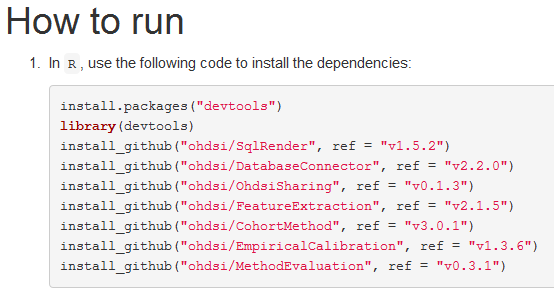 How to run
1. In R, use the following code to install the dependencies:
install.packages("devtools")
library(devtools)
install_github("ohdsi/SqlRender", ref = "v1.5.2")
install_github("ohdsi/DatabaseConnector", ref = "v2.2.0")
install_github("ohdsi/OhdsiSharing", ref = "v0.1.3")
install_github("ohdsi/FeatureExtraction", ref = "v2.1.5")
install_github("ohdsi/CohortMethod", ref = "v3.0.1")
install_github("ohdsi/EmpiricalCalibration", ref = "v1.3.6")
install_github("ohdsi/MethodEvaluation", ref = "v0.3.1")